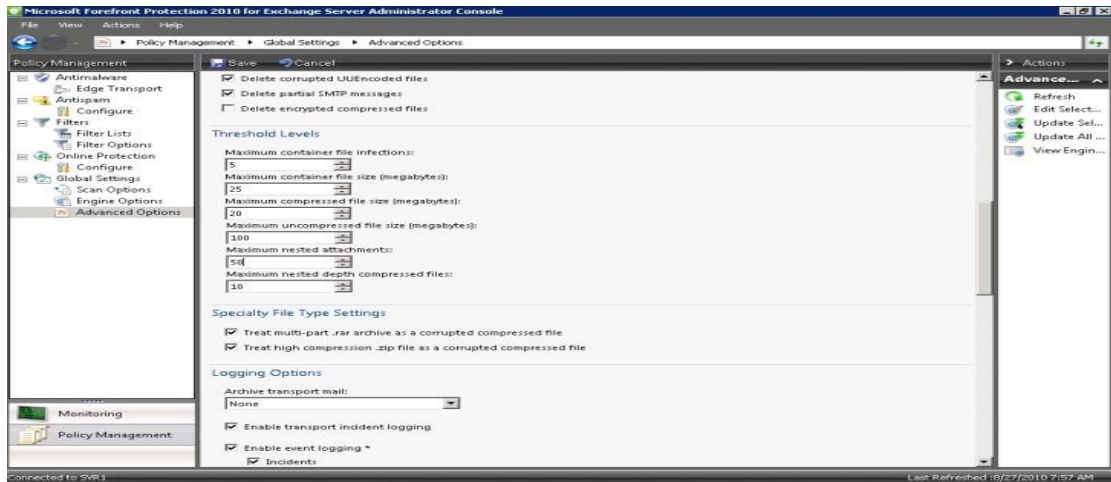 Microsoft Forefront Protection 2010 for Exchange Server Administrator Console
File View Actions Help
Policy Management Global Settings Advanced Options
Policy Management
Antimalware
Edge Transport
Antispam
Configure
Filters
Filter Lists
Filter Options
Online Protection
Configure
Global Settings
Scan Options
Engine Options
Advanced Options
Monitoring
Policy Management
Save Cancel
Delete corrupted UUEncoded files
Delete partial SMTP messages
Delete encrypted compressed files
Threshold Levels
Maximum container file infections:
5
Maximum container file size (megabytes):
25
Maximum compressed file size (megabytes):
20
Maximum uncompressed file size (megabytes):
100
Maximum nested attachments:
50
Maximum nested depth compressed files:
10
Specialty File Type Settings
Treat multi-part .rar archive as a corrupted compressed file
Treat high compression .zip file as a corrupted compressed file
Logging Options
Archive transport mail:
None
Enable transport incident logging
Enable event logging *
Incidents
Actions
Advance...
Refresh
Edit Select...
Update Sel...
Update All ...
View Engin...
Connected to SVR1
Last Refreshed :8/27/2010 7:57 AM